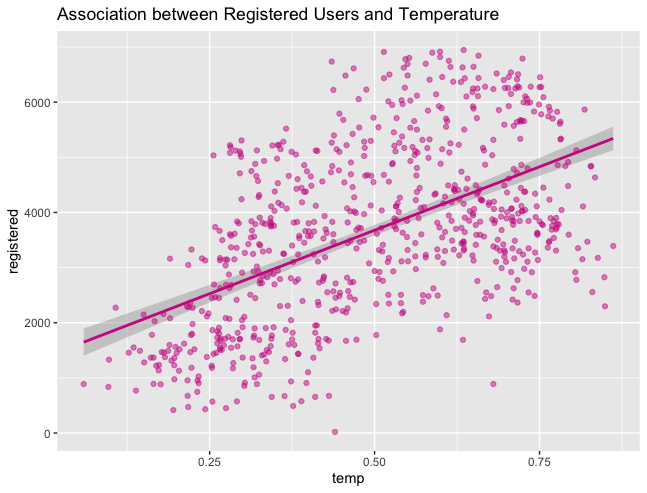 Association between Registered Users and Temperature
registered
6000
4000
2000
0
0.25 0.50 0.75
temp